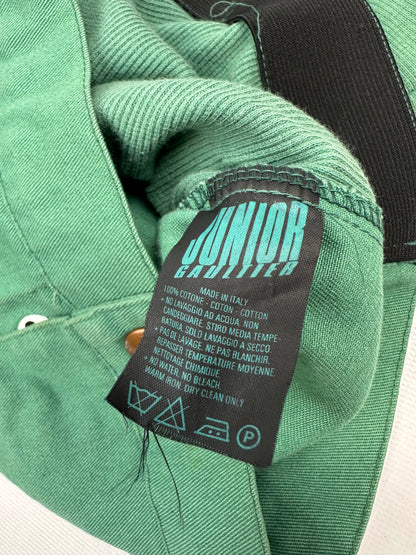 JUNIOR
GAULTIER
MADE IN ITALY
100% COTONE - COTON - COTTON
• NO LAVAGGIO AD ACQUA. NON
CANDEGGIARE. STIRO MEDIA TEMPE-
RATURA. SOLO LAVAGGIO A SECCO
• PAS DE LAVAGE. NE PAS BLANCHIR.
REPASSER TEMPERATURE MOYENNE.
NETTOYAGE CHIMIQUE
• NO WATER, NO BLEACH.
WARM IRON. DRY CLEAN ONLY
P